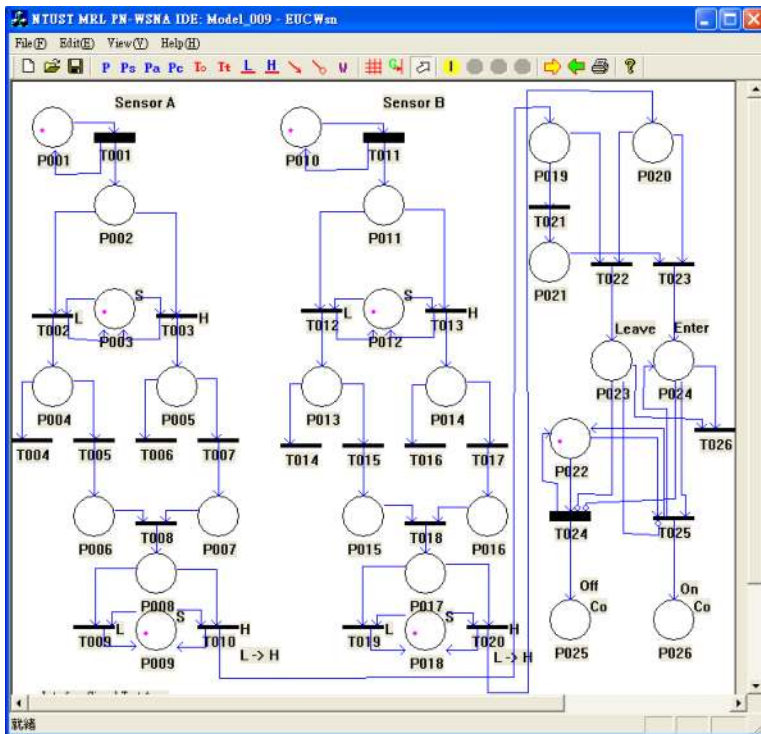 NTUST MRL PN-WSNA IDE: Model_009 - EUCWsn
File(F) Edit(E) View(V) Help(H)
P Ps Pa Pc To Tt L H U G I ?
Sensor A
Sensor B
P001 T001 P010 T011 P019 P020
P002 P011 T021 T022 T023 P021
L S H L S H
T002 P003 T003 T012 P012 T013
Leave Enter
P004 P005 P013 P014 P023 P024
T004 T005 T006 T007 T014 T015 T016 T017 P022 T026
P006 T008 P007 P015 T018 P016 T024 T025
P008 P017 Off On
Co Co
L S H L S H
T009 P009 T010 T019 P018 T020 P025 P026
L -> H L -> H
就緒